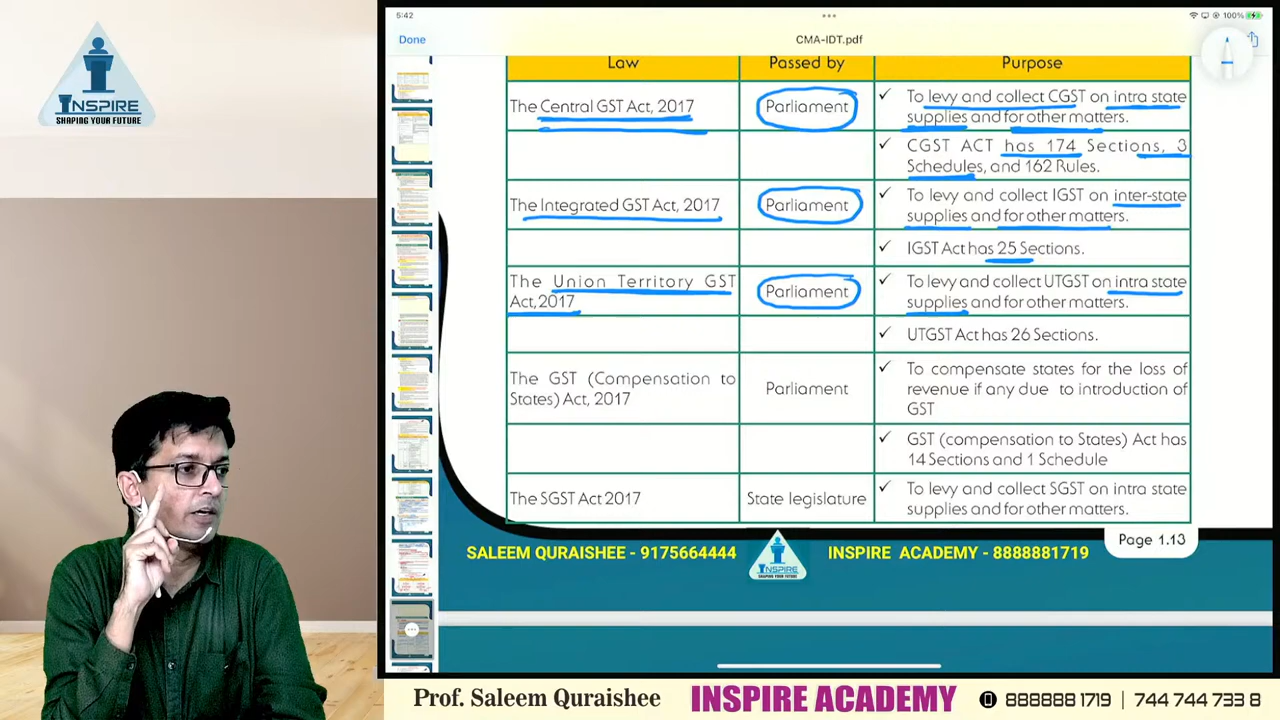 5:42
100%
Done
CMA-IDT.pdf
INSPIRE
SHAPING YOUR FUTURE
Law
Passed by
Purpose
The Central GST Act, 2017
Parliament
✓ To levy and collect CGST on intra state
supplies and for other matters.
✓ CGST ACT has 174 Sections, 3
Schedules, and 162 Rules.
The Integrated GST Act, 2017
Parliament
✓ To levy and collect IGST on inter-state
supplies and for other matters.
✓ IGST Act has 25 Sections.
The Union Territory GST
Act,2017
Parliament
✓ To levy and collect UTGST on intra state
supplies and for other matters.
✓ UTGST Act has 26 Sections.
The GST (Compensation to
States) Act, 2017
Parliament
✓ To compensate states for the loss of
revenue if any due to introduction of
GST
✓ GST (compensation to State) Act has
14 Sections and 1 Schedule.
The SGST Act 2017
State legislature
✓ To levy and collect SGST on intra state
supplies and for other matters.
Page 1.13
SALEEM QURAISHEE - 9175664444
INSPIRE
SHAPING YOUR FUTURE
INSPIRE ACADEMY - 8888881719
Prof. Saleem Quraishee
INSPIRE ACADEMY
888888 1719 | 744 744 733 8